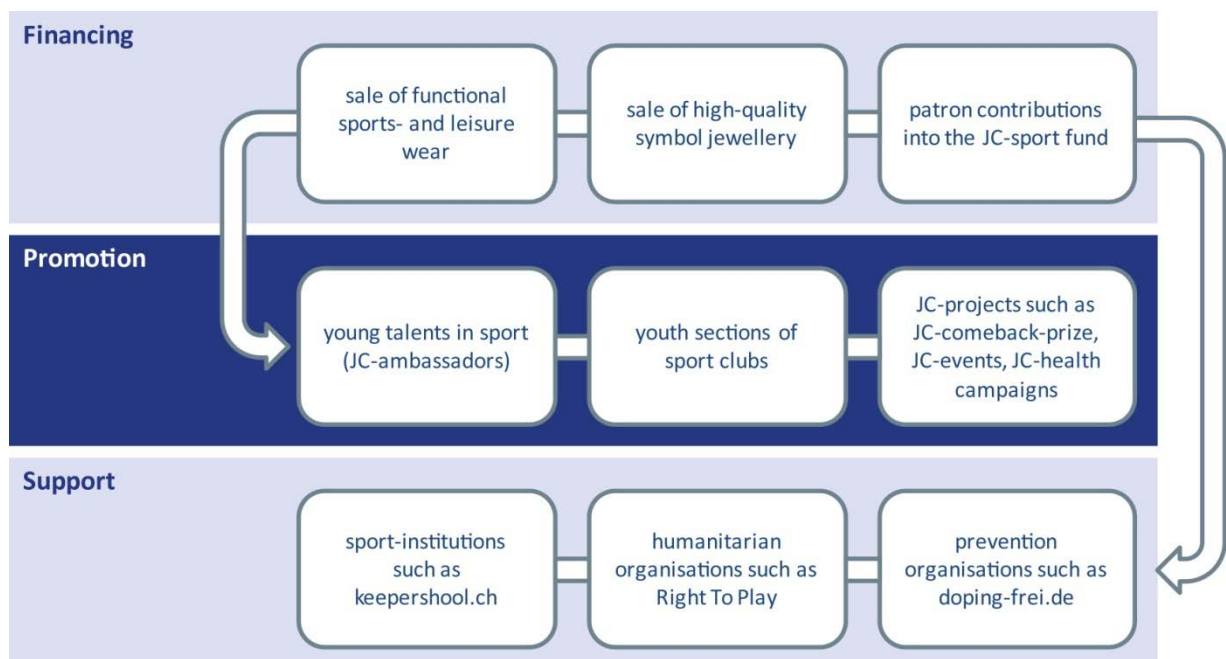 Financing
sale of functional
sports- and leisure
wear
sale of high-quality
symbol jewellery
patron contributions
into the JC-sport fund
Promotion
young talents in sport
(JC-ambassadors)
youth sections of
sport clubs
JC-projects such as
JC-comeback-prize,
JC-events, JC-health
campaigns
Support
sport-institutions
such as
keepershool.ch
humanitarian
organisations such as
Right To Play
prevention
organisations such as
doping-frei.de